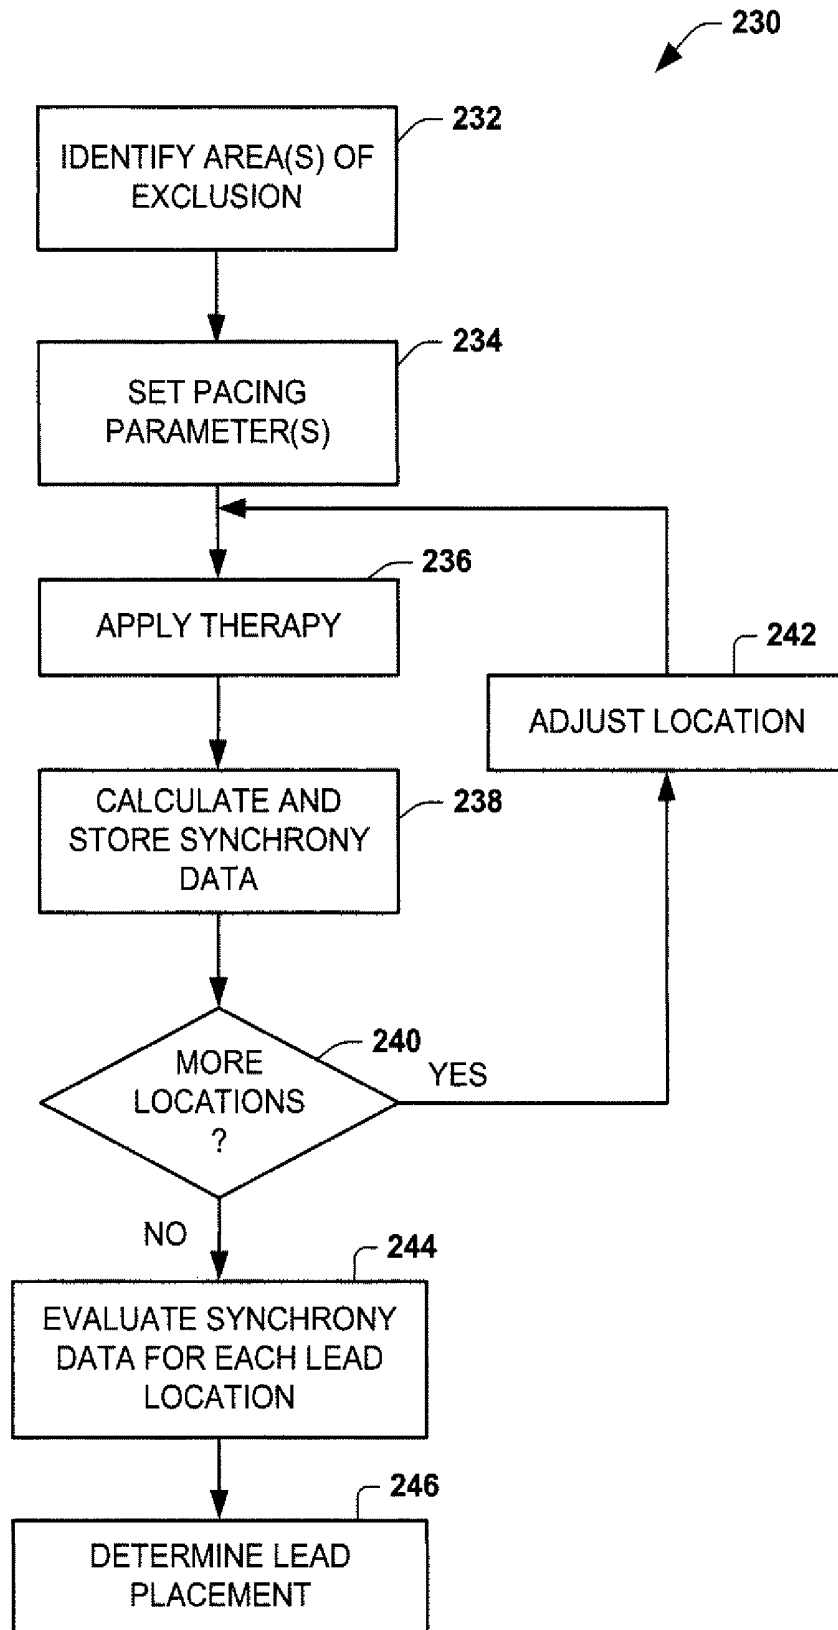 230
232
IDENTIFY AREA(S) OF
EXCLUSION
234
SET PACING
PARAMETER(S)
236
APPLY THERAPY
242
ADJUST LOCATION
CALCULATE AND
STORE SYNCHRONY
DATA
238
240
MORE
LOCATIONS
?
YES
NO
244
EVALUATE SYNCHRONY
DATA FOR EACH LEAD
LOCATION
246
DETERMINE LEAD
PLACEMENT